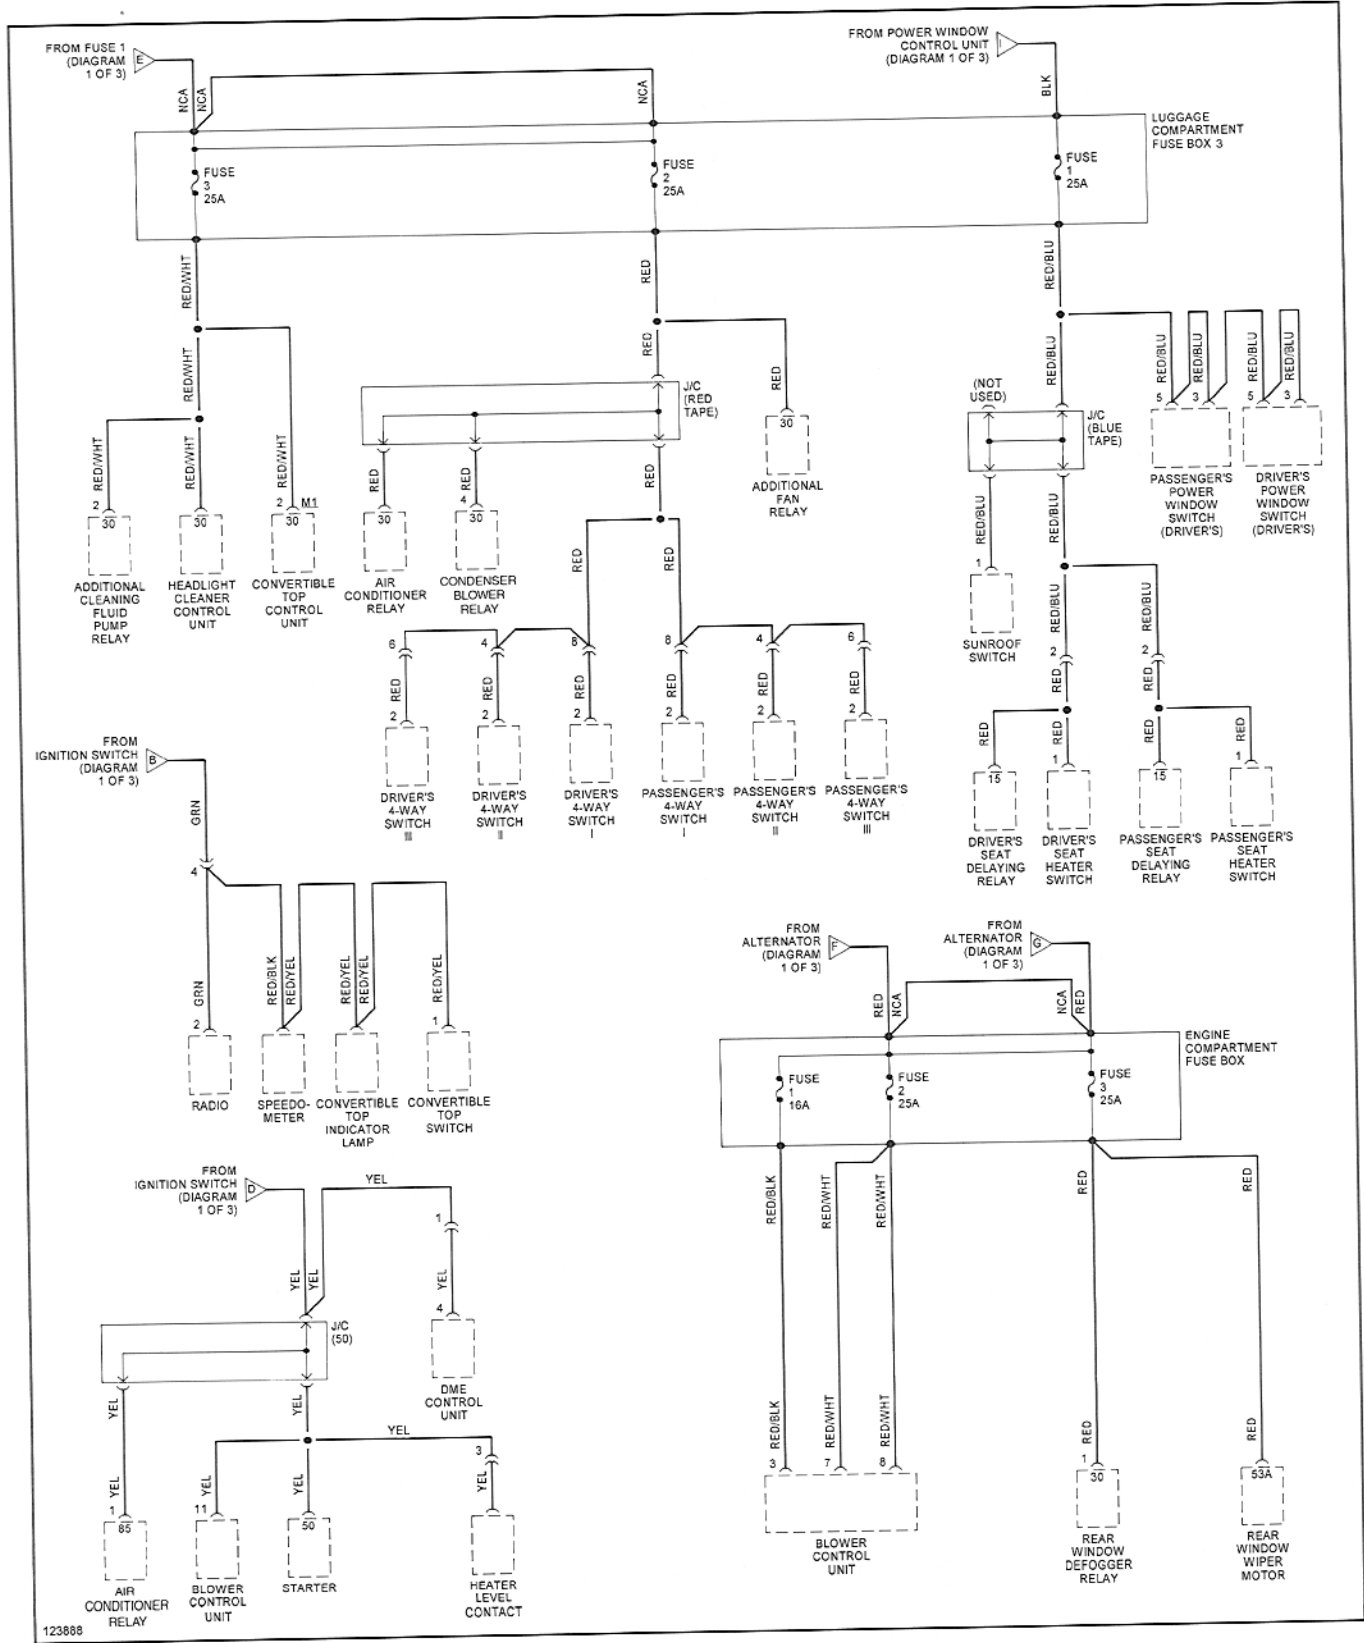 FROM FUSE 1
(DIAGRAM
1 OF 3)
E
NCA
NCA
NCA
FROM POWER WINDOW
CONTROL UNIT
(DIAGRAM 1 OF 3)
I
BLK
LUGGAGE
COMPARTMENT
FUSE BOX 3
FUSE
3
25A
FUSE
2
25A
FUSE
1
25A
RED/WHT
RED
RED/BLU
RED/WHT
RED/WHT
RED/WHT
RED/WHT
2
30
ADDITIONAL
CLEANING
FLUID
PUMP
RELAY
30
HEADLIGHT
CLEANER
CONTROL
UNIT
2
M1
30
CONVERTIBLE
TOP
CONTROL
UNIT
RED
J/C
(RED
TAPE)
RED
30
ADDITIONAL
FAN
RELAY
RED
RED
RED
30
AIR
CONDITIONER
RELAY
4
30
CONDENSER
BLOWER
RELAY
RED
RED
6
4
8
8
4
6
RED
RED
RED
RED
RED
RED
2
2
2
2
2
2
DRIVER'S
4-WAY
SWITCH
III
DRIVER'S
4-WAY
SWITCH
II
DRIVER'S
4-WAY
SWITCH
I
PASSENGER'S
4-WAY
SWITCH
I
PASSENGER'S
4-WAY
SWITCH
II
PASSENGER'S
4-WAY
SWITCH
III
RED/BLU
RED/BLU
RED/BLU
RED/BLU
RED/BLU
5
3
5
3
PASSENGER'S
POWER
WINDOW
SWITCH
(DRIVER'S)
DRIVER'S
POWER
WINDOW
SWITCH
(DRIVER'S)
(NOT
USED)
J/C
(BLUE
TAPE)
RED/BLU
RED/BLU
1
SUNROOF
SWITCH
RED/BLU
RED/BLU
2
2
RED
RED
RED
RED
RED
RED
15
1
15
1
DRIVER'S
SEAT
DELAYING
RELAY
DRIVER'S
SEAT
HEATER
SWITCH
PASSENGER'S
SEAT
DELAYING
RELAY
PASSENGER'S
SEAT
HEATER
SWITCH
FROM
IGNITION SWITCH
(DIAGRAM
1 OF 3)
B
GRN
4
GRN
RED/BLK
RED/YEL
RED/YEL
RED/YEL
RED/YEL
2
1
RADIO
SPEEDO-
METER
CONVERTIBLE
TOP
INDICATOR
LAMP
CONVERTIBLE
TOP
SWITCH
FROM
ALTERNATOR
(DIAGRAM
1 OF 3)
F
FROM
ALTERNATOR
(DIAGRAM
1 OF 3)
G
RED
NCA
NCA
RED
ENGINE
COMPARTMENT
FUSE BOX
FUSE
1
16A
FUSE
2
25A
FUSE
3
25A
RED/BLK
RED/WHT
RED/WHT
RED
RED
RED/BLK
RED/WHT
RED/WHT
RED
RED
3
7
8
1
30
53A
BLOWER
CONTROL
UNIT
REAR
WINDOW
DEFOGGER
RELAY
REAR
WINDOW
WIPER
MOTOR
FROM
IGNITION SWITCH
(DIAGRAM
1 OF 3)
D
YEL
1
YEL
YEL
YEL
4
DME
CONTROL
UNIT
J/C
(50)
YEL
YEL
YEL
3
YEL
YEL
YEL
1
85
11
50
AIR
CONDITIONER
RELAY
BLOWER
CONTROL
UNIT
STARTER
HEATER
LEVEL
CONTACT
123888